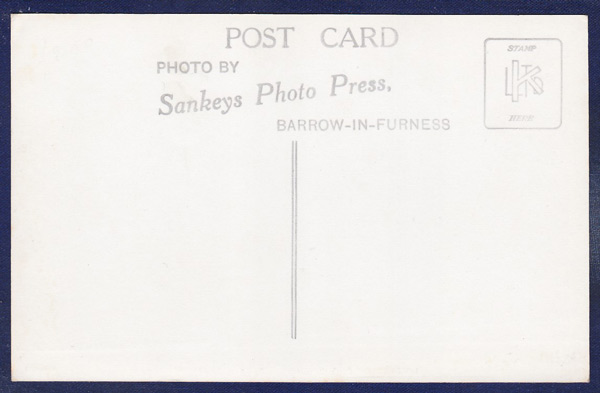 POST CARD
PHOTO BY
Sankeys Photo Press,
BARROW-IN-FURNESS
STAMP
HERE